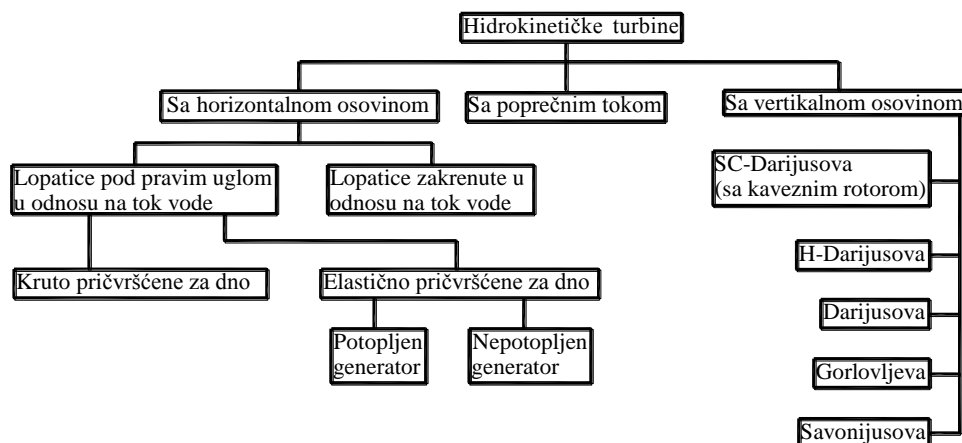 Hidrokinetičke turbine
Sa horizontalnom osovinom
Sa poprečnim tokom
Sa vertikalnom osovinom
Lopatice pod pravim uglom
u odnosu na tok vode
Lopatice zakrenute u
odnosu na tok vode
SC-Darijusova
(sa kaveznim rotorom)
H-Darijusova
Kruto pričvršćene za dno
Elastično pričvršćene za dno
Darijusova
Potopljen
generator
Nepotopljen
generator
Gorlovljeva
Savonijusova